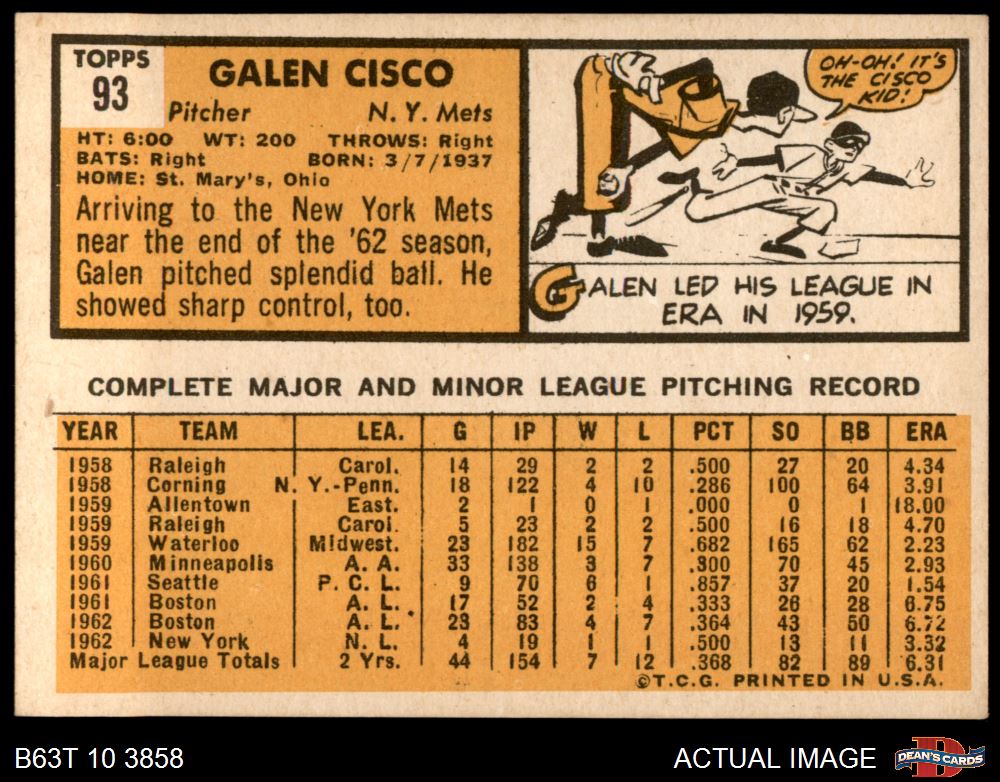 TOPPS
93
GALEN CISCO
Pitcher N. Y. Mets
HT: 6:00 WT: 200 THROWS: Right
BATS: Right BORN: 3/7/1937
HOME: St. Mary's, Ohio
Arriving to the New York Mets
near the end of the '62 season,
Galen pitched splendid ball. He
showed sharp control, too.
OH-OH! IT'S
THE CISCO
KID!
GALEN LED HIS LEAGUE IN
ERA IN 1959.
COMPLETE MAJOR AND MINOR LEAGUE PITCHING RECORD
YEAR TEAM LEA. G IP W L PCT SO BB ERA
1958 Raleigh Carol. 14 29 2 2 .500 27 20 4.34
1958 Corning N. Y.-Penn. 18 122 4 10 .286 100 64 3.91
1959 Allentown East. 2 1 0 1 .000 0 1 18.00
1959 Raleigh Carol. 5 23 2 2 .500 16 18 4.70
1959 Waterloo Midwest. 23 182 15 7 .682 165 62 2.23
1960 Minneapolis A. A. 33 138 3 7 .300 70 45 2.93
1961 Seattle P. C. L. 9 70 6 1 .857 37 20 1.54
1961 Boston A. L. 17 52 2 4 .333 26 28 6.75
1962 Boston A. L. 23 83 4 7 .364 43 50 6.72
1962 New York N. L. 4 19 1 1 .500 13 11 3.32
Major League Totals 2 Yrs. 44 154 7 12 .368 82 89 6.31
©T.C.G. PRINTED IN U.S.A.
B63T 10 3858 ACTUAL IMAGE DEAN'S CARDS